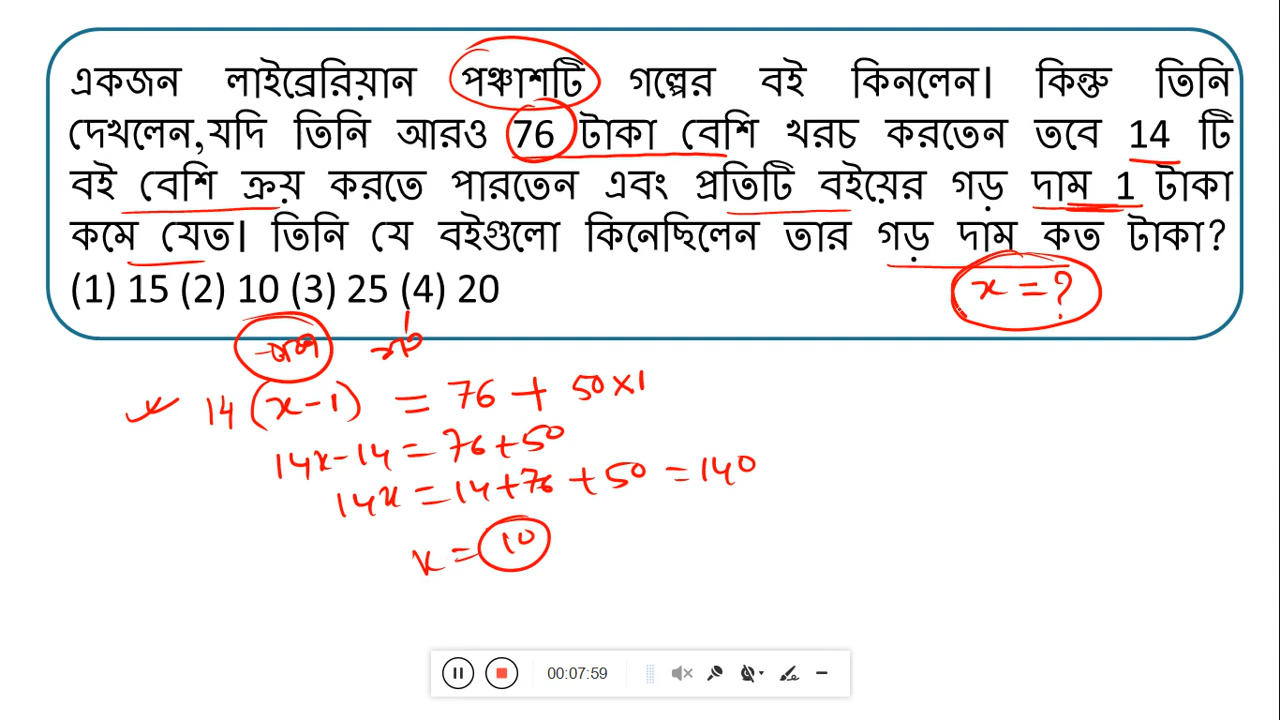 একজন লাইব্রেরিয়ান পঞ্চাশটি গল্পের বই কিনলেন। কিন্তু তিনি
দেখলেন,যদি তিনি আরও 76 টাকা বেশি খরচ করতেন তবে 14 টি
বই বেশি ক্রয় করতে পারতেন এবং প্রতিটি বইয়ের গড় দাম 1 টাকা
কমে যেত। তিনি যে বইগুলো কিনেছিলেন তার গড় দাম কত টাকা?
(1) 15 (2) 10 (3) 25 (4) 20
x = ?
14 (x-1) = 76 + 50×1
14x-14 = 76+50
14x = 14+76 +50 = 140
x = 10
00:07:59